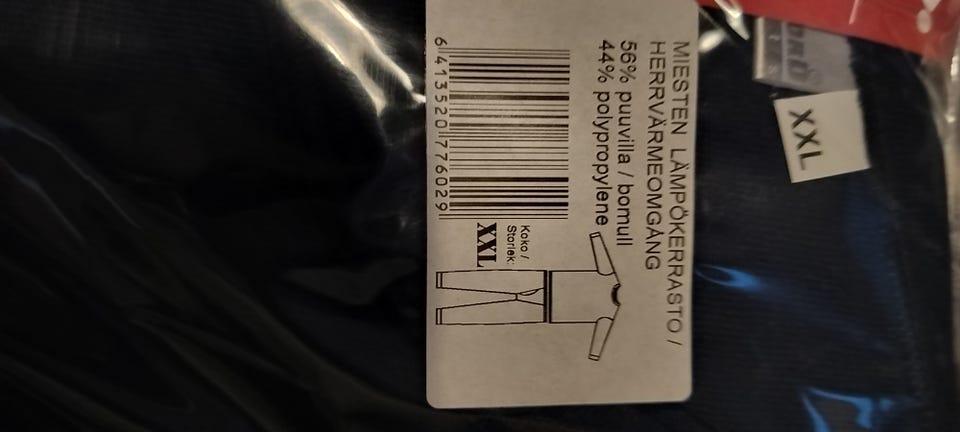 MIESTEN LÄMPÖKERRASTO /
HERRVÄRMEOMGÅNG
56% puuvilla / bomull
44% polypropylene
6 413520 776029
Koko /
Storlek:
XXL
XXL